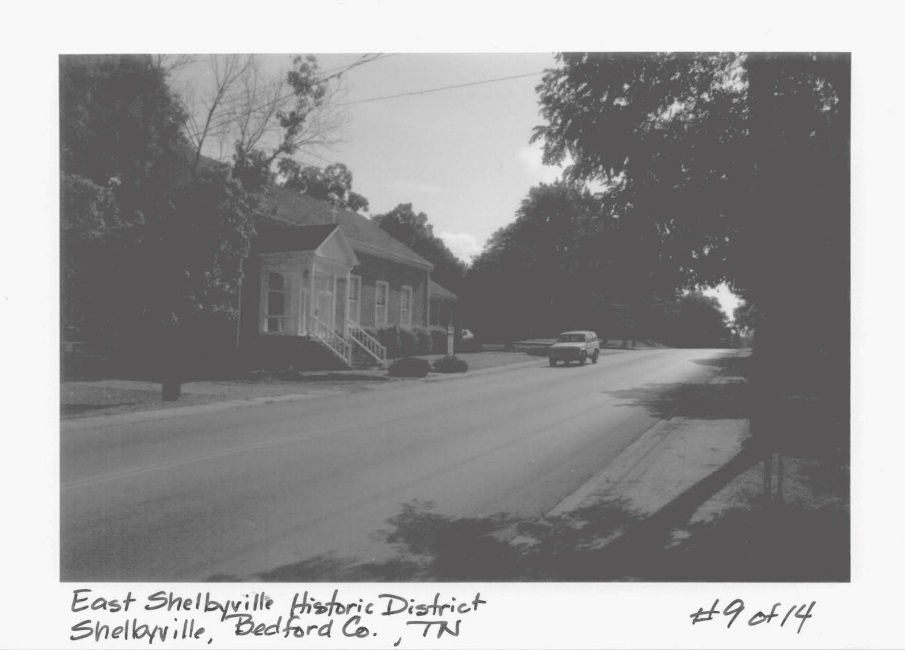 East Shelbyville Historic District
Shelbyville, Bedford Co., TN
#9 of 14